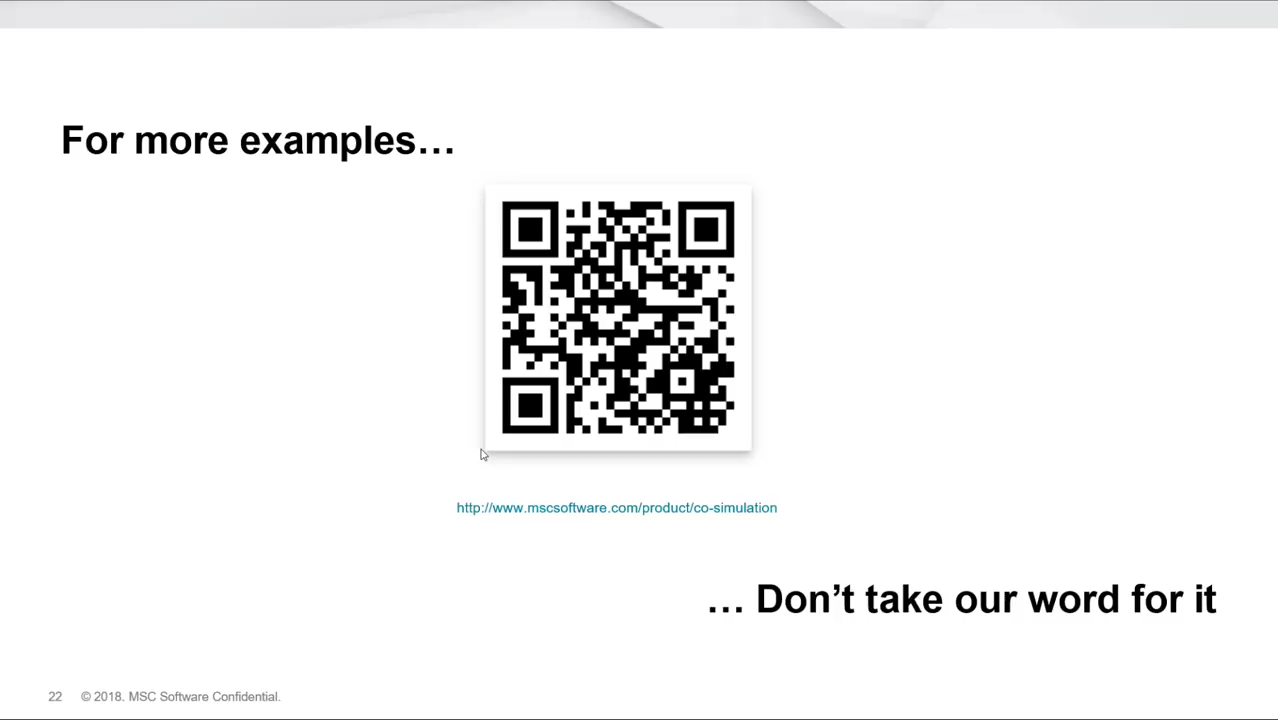 For more examples…
http://www.mscsoftware.com/product/co-simulation
… Don’t take our word for it
22 © 2018. MSC Software Confidential.